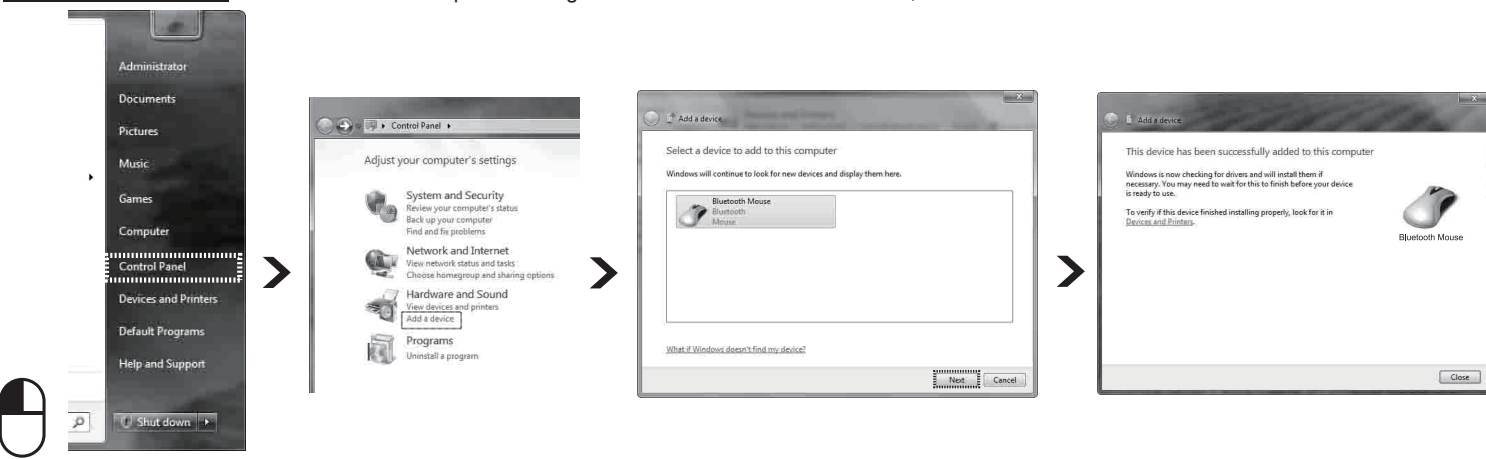 Administrator
Documents
Pictures
Music
Games
Computer
Control Panel
Devices and Printers
Default Programs
Help and Support
Shut down
Control Panel
Adjust your computer's settings
System and Security
Review your computer's status
Back up your computer
Find and fix problems
Network and Internet
View network status and tasks
Choose homegroup and sharing options
Hardware and Sound
View devices and printers
Add a device
Programs
Uninstall a program
Add a device
Select a device to add to this computer
Windows will continue to look for new devices and display them here.
Bluetooth Mouse
Bluetooth
Mouse
What if Windows doesn't find my device?
Next
Cancel
Add a device
This device has been successfully added to this computer
Windows is now checking for drivers and will install them if
necessary. You may need to wait for this to finish before your device
is ready to use.
To verify if this device finished installing properly, look for it in
Devices and Printers.
Bluetooth Mouse
Close